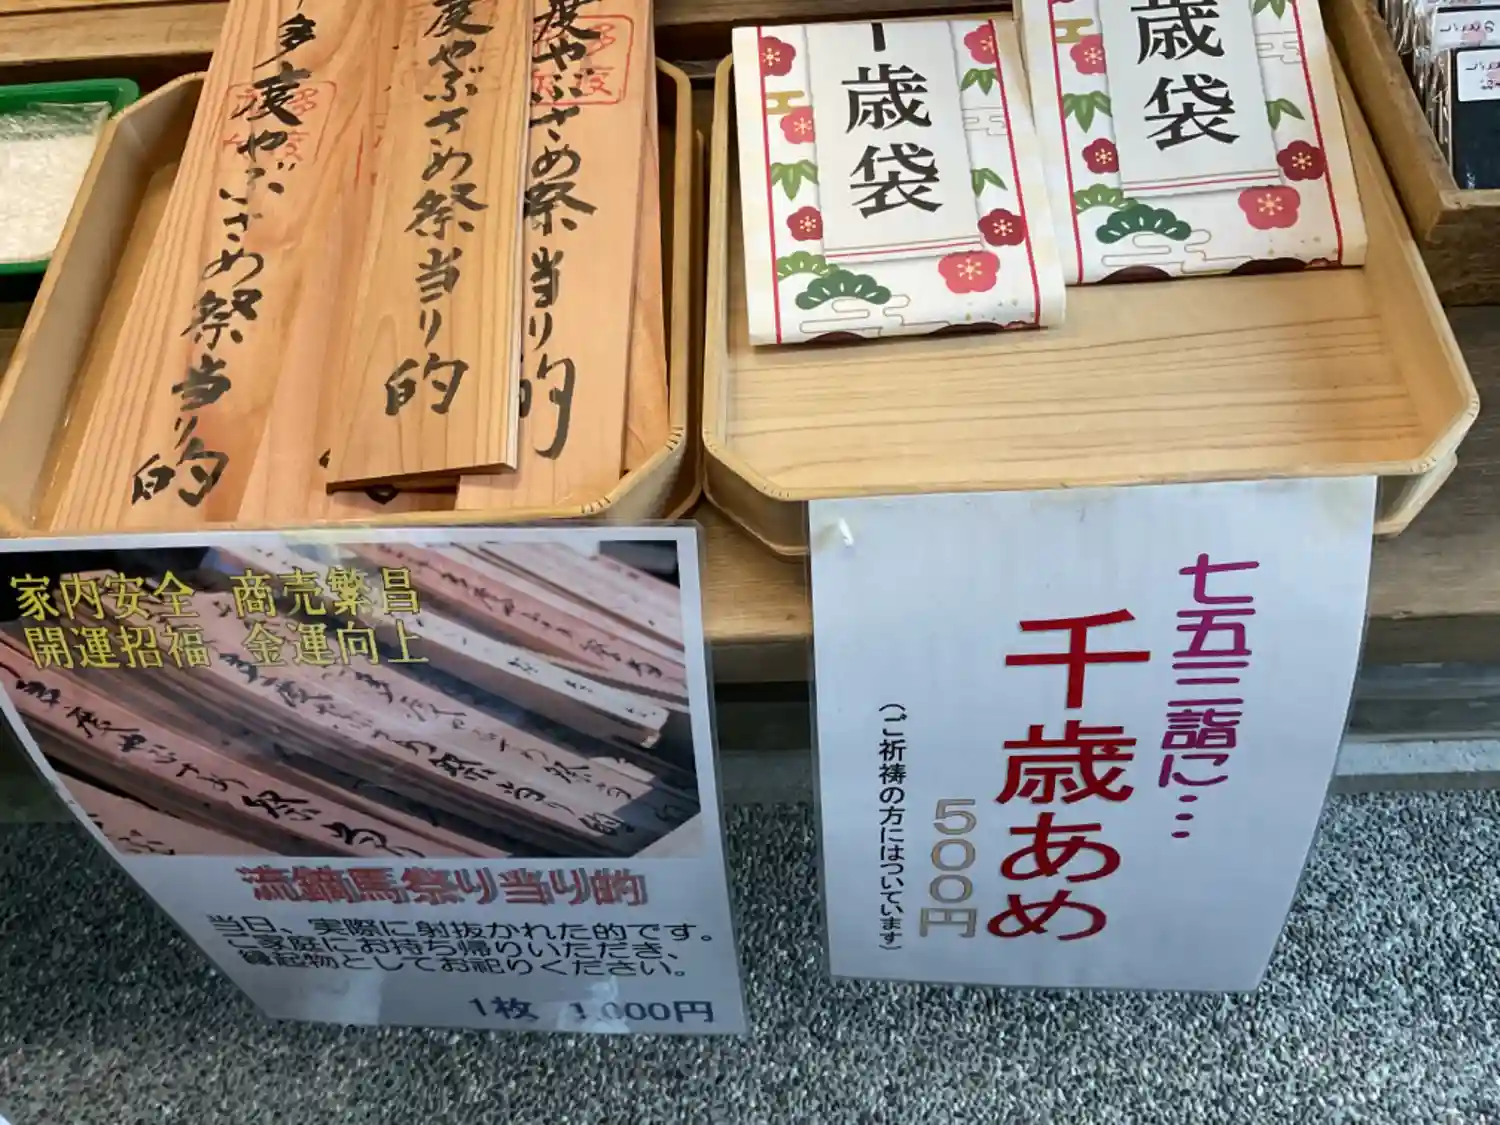 多度やぶさめ祭当り的
度やぶさめ祭当り的
度やぶさめ祭当り的
歳袋
歳袋
家内安全 商売繁昌
開運招福 金運向上
流鏑馬祭り当り的
当日、実際に射抜かれた的です。
ご家庭にお持ち帰りいただき、
縁起物としてお祀りください。
1枚 1,000円
七五三詣に…
千歳あめ
500円
(ご祈祷の方にはついています)